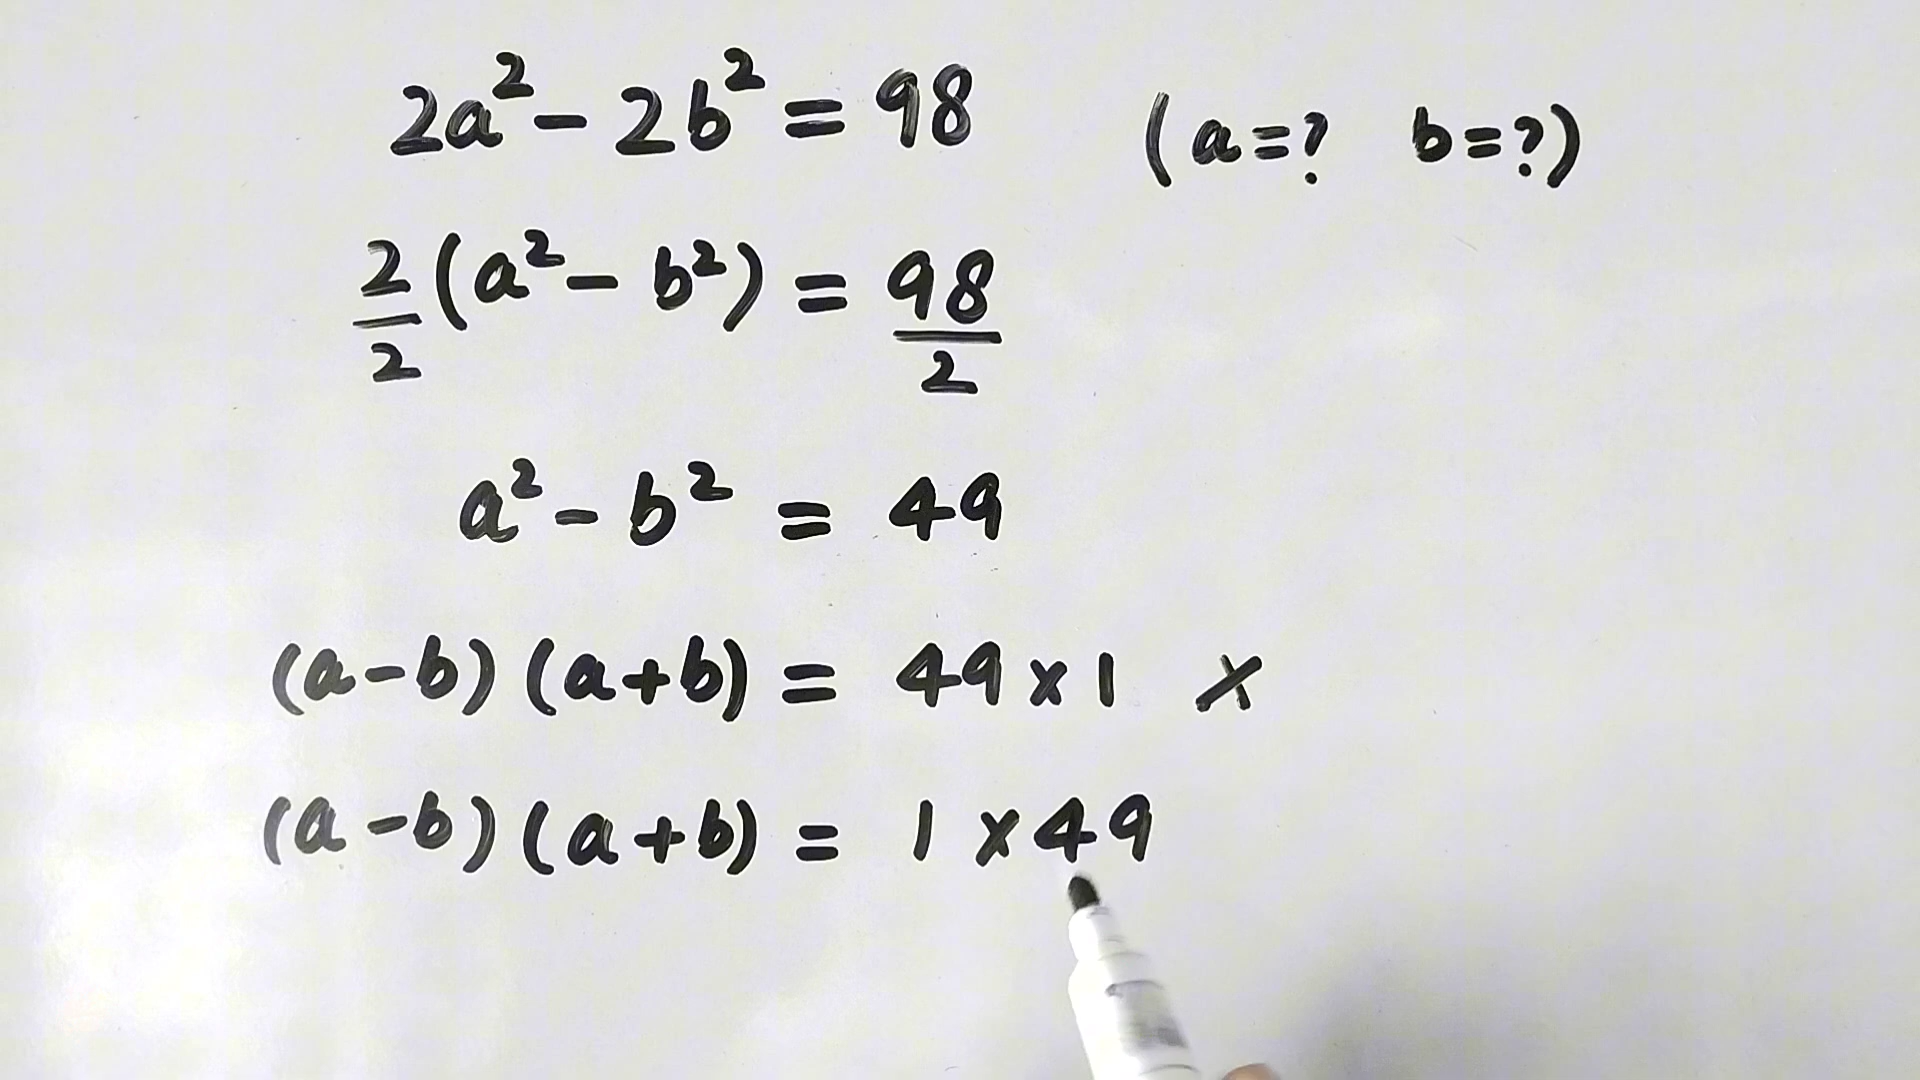 2a² - 2b² = 98 (a=? b=?)
2/2 (a² - b²) = 98/2
a² - b² = 49
(a-b)(a+b) = 49 x 1 x
(a-b)(a+b) = 1 x 49